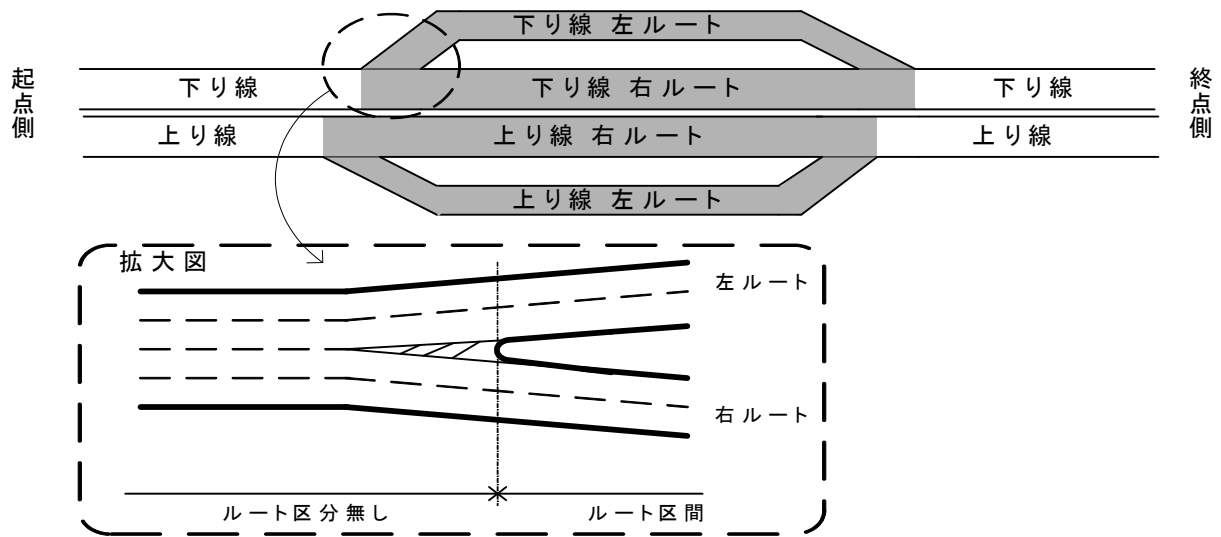 下り線 左ルート
起点側
下り線
下り線 右ルート
下り線
終点側
上り線
上り線 右ルート
上り線
上り線 左ルート
拡大図
左ルート
右ルート
ルート区分無し
ルート区間